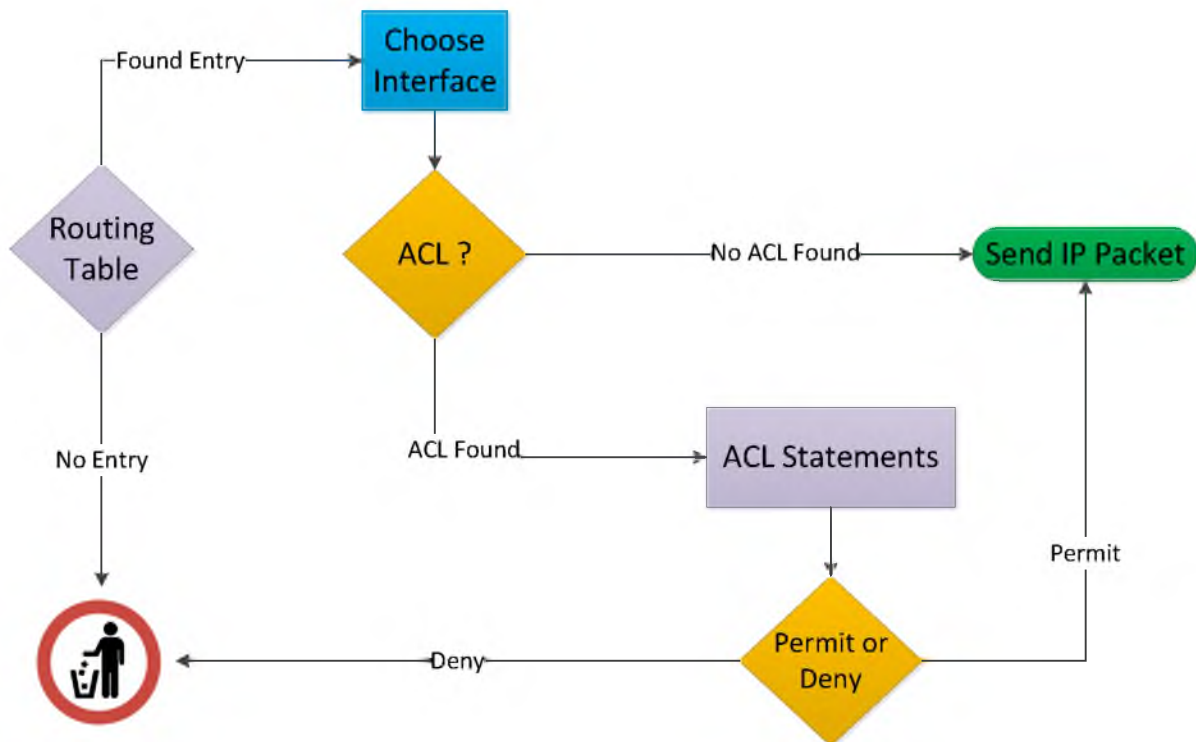 Found Entry
Choose
Interface
Routing
Table
ACL ?
No ACL Found
Send IP Packet
No Entry
ACL Found
ACL Statements
Permit
Deny
Permit or
Deny